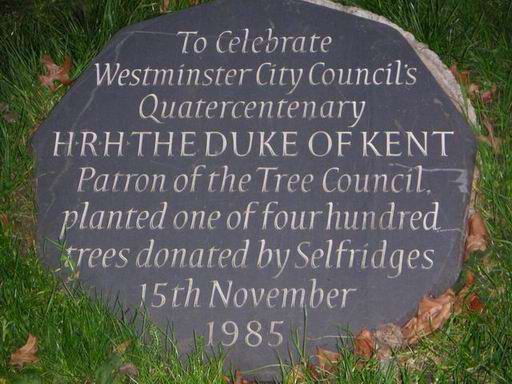 To Celebrate
Westminster City Council's
Quatercentenary
H·R·H·THE DUKE OF KENT
Patron of the Tree Council,
planted one of four hundred
trees donated by Selfridges
15th November
1985